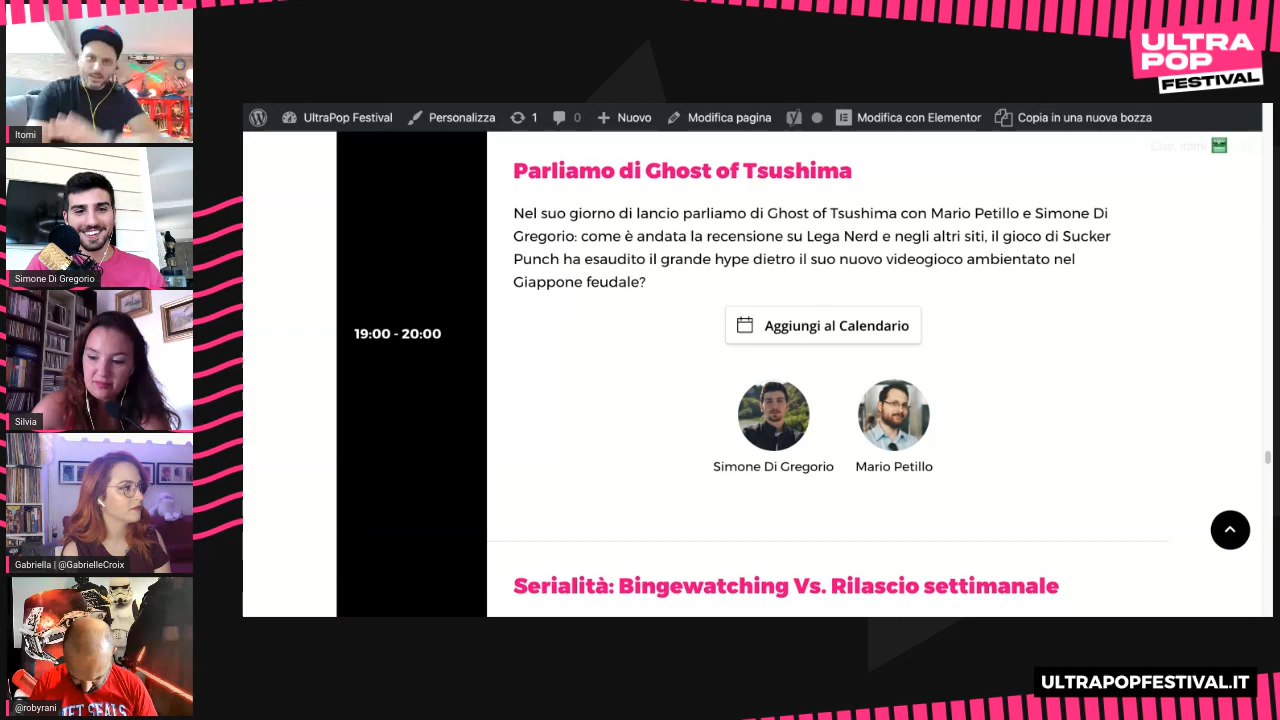 Itomi
Simone Di Gregorio
Silvia
Gabriella | @GabrielleCroix
@robyrani
ULTRA
POP
FESTIVAL
UltraPop Festival
Personalizza
1
0
Nuovo
Modifica pagina
Modifica con Elementor
Copia in una nuova bozza
Ciao, itomi
Parliamo di Ghost of Tsushima
Nel suo giorno di lancio parliamo di Ghost of Tsushima con Mario Petillo e Simone Di
Gregorio: come è andata la recensione su Lega Nerd e negli altri siti, il gioco di Sucker
Punch ha esaudito il grande hype dietro il suo nuovo videogioco ambientato nel
Giappone feudale?
19:00 - 20:00
Aggiungi al Calendario
Simone Di Gregorio
Mario Petillo
Serialità: Bingewatching Vs. Rilascio settimanale
ULTRAPOPFESTIVAL.IT